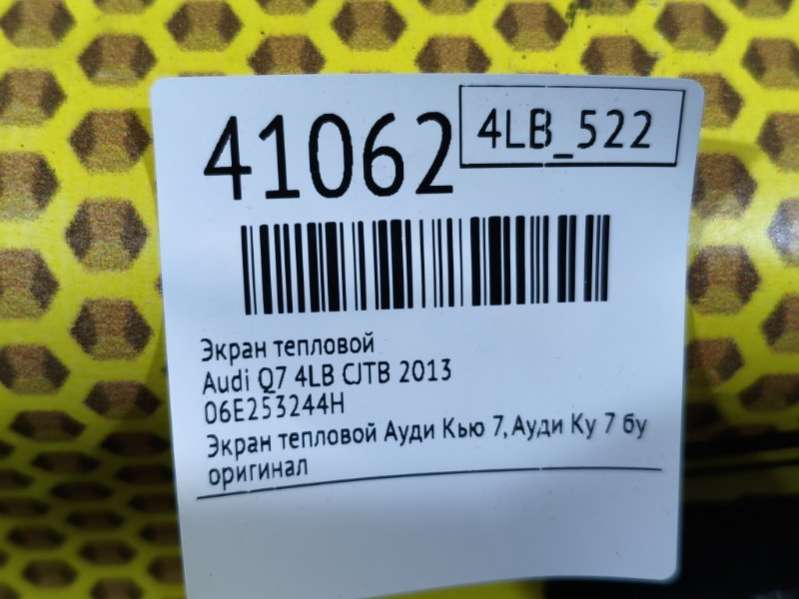 41062
4LB_522
Экран тепловой
Audi Q7 4LB CJTB 2013
06E253244H
Экран тепловой Ауди Кью 7,Ауди Ку 7 бу
оригинал